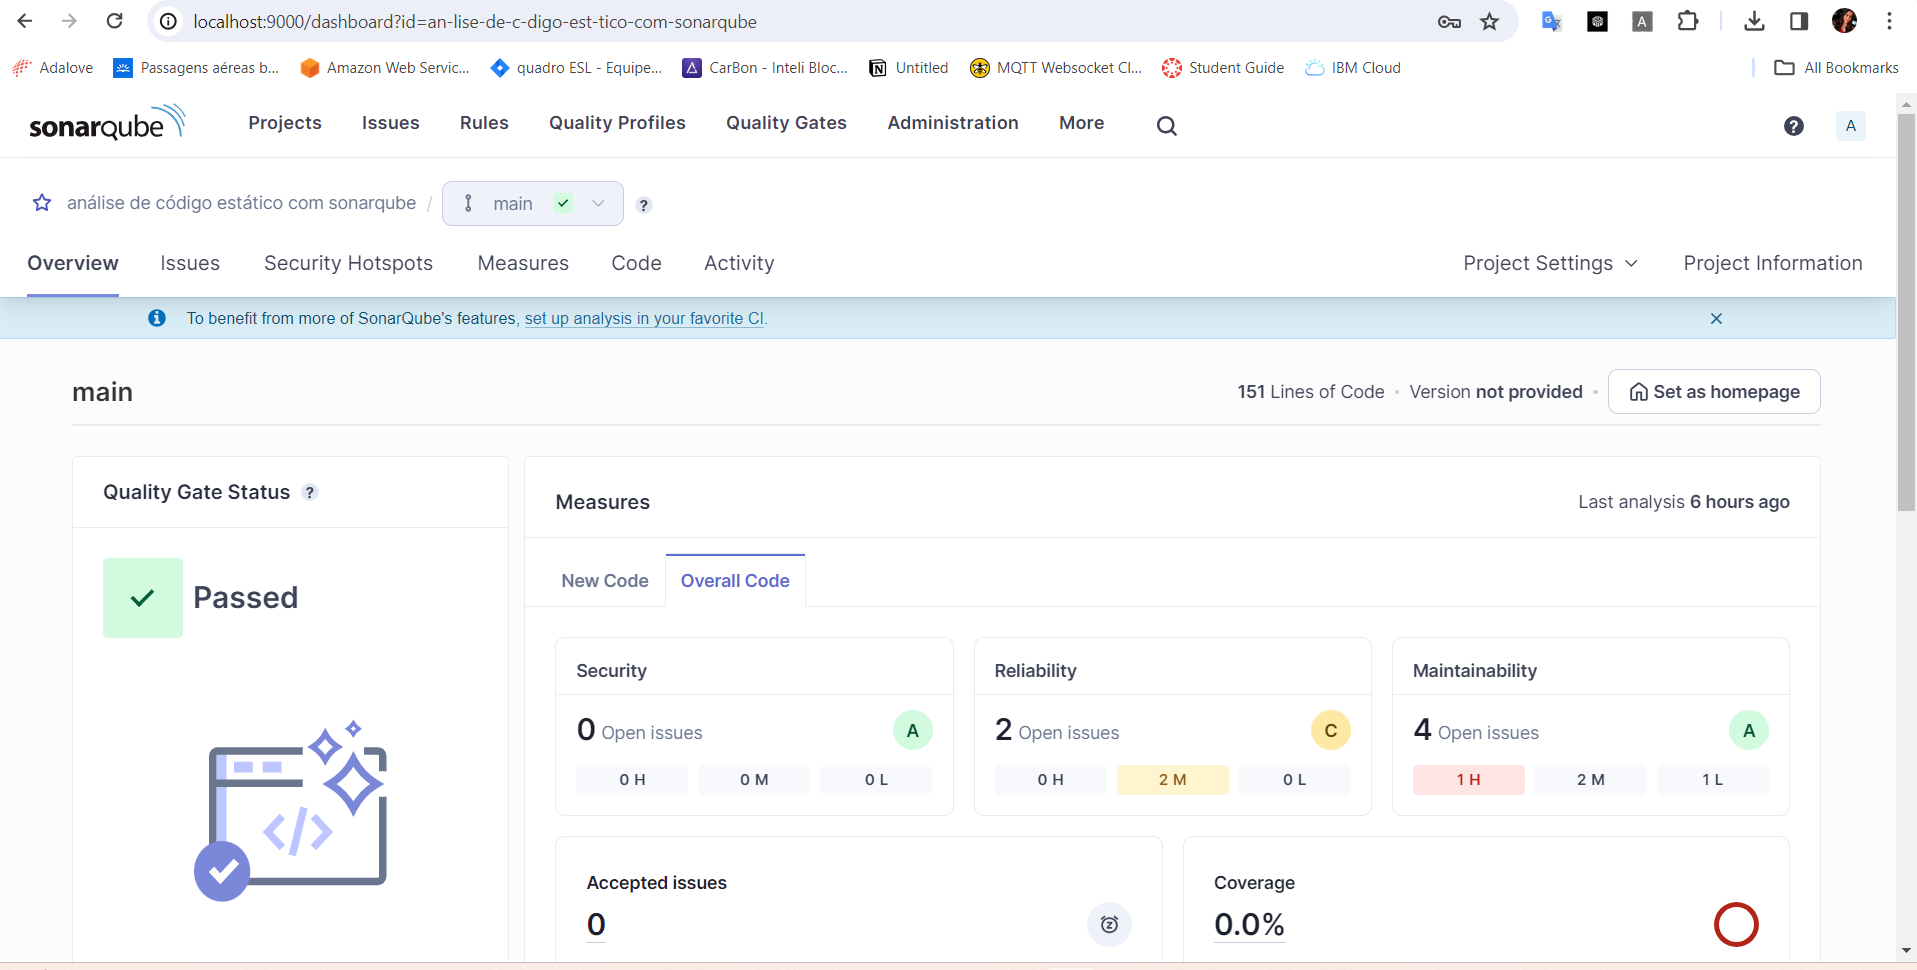 localhost:9000/dashboard?id=an-lise-de-c-digo-est-tico-com-sonarqube
A
Adalove Passagens aéreas b... Amazon Web Servic... quadro ESL - Equipe... CarBon - Inteli Bloc... Untitled MQTT Websocket Cl... Student Guide IBM Cloud All Bookmarks
sonarqube Projects Issues Rules Quality Profiles Quality Gates Administration More ? A
análise de código estático com sonarqube / main ?
Overview Issues Security Hotspots Measures Code Activity Project Settings Project Information
To benefit from more of SonarQube's features, set up analysis in your favorite CI.
main 151 Lines of Code • Version not provided • Set as homepage
Quality Gate Status ?
Passed
Measures Last analysis 6 hours ago
New Code Overall Code
Security
0 Open issues A
0 H 0 M 0 L
Reliability
2 Open issues C
0 H 2 M 0 L
Maintainability
4 Open issues A
1 H 2 M 1 L
Accepted issues
0
Coverage
0.0%